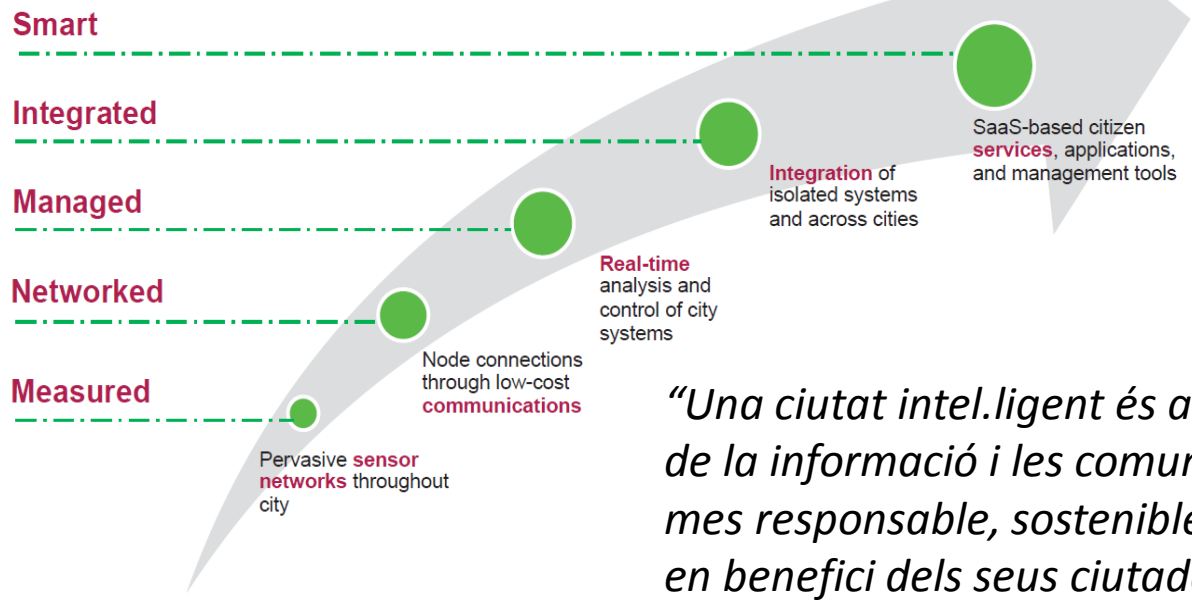 Smart
Integrated
Managed
Networked
Measured
SaaS-based citizen
services, applications,
and management tools
Integration of
isolated systems
and across cities
Real-time
analysis and
control of city
systems
Node connections
through low-cost
communications
Pervasive sensor
networks throughout
city
“Una ciutat intel.ligent és
de la informació i les
mes responsable, sostenible
en benefici dels seus